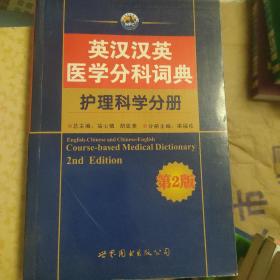 英汉汉英
医学分科词典
护理科学分册
English-Chinese and Chinese-English
Course-based Medical Dictionary
2nd Edition
第2版
世界图书出版公司